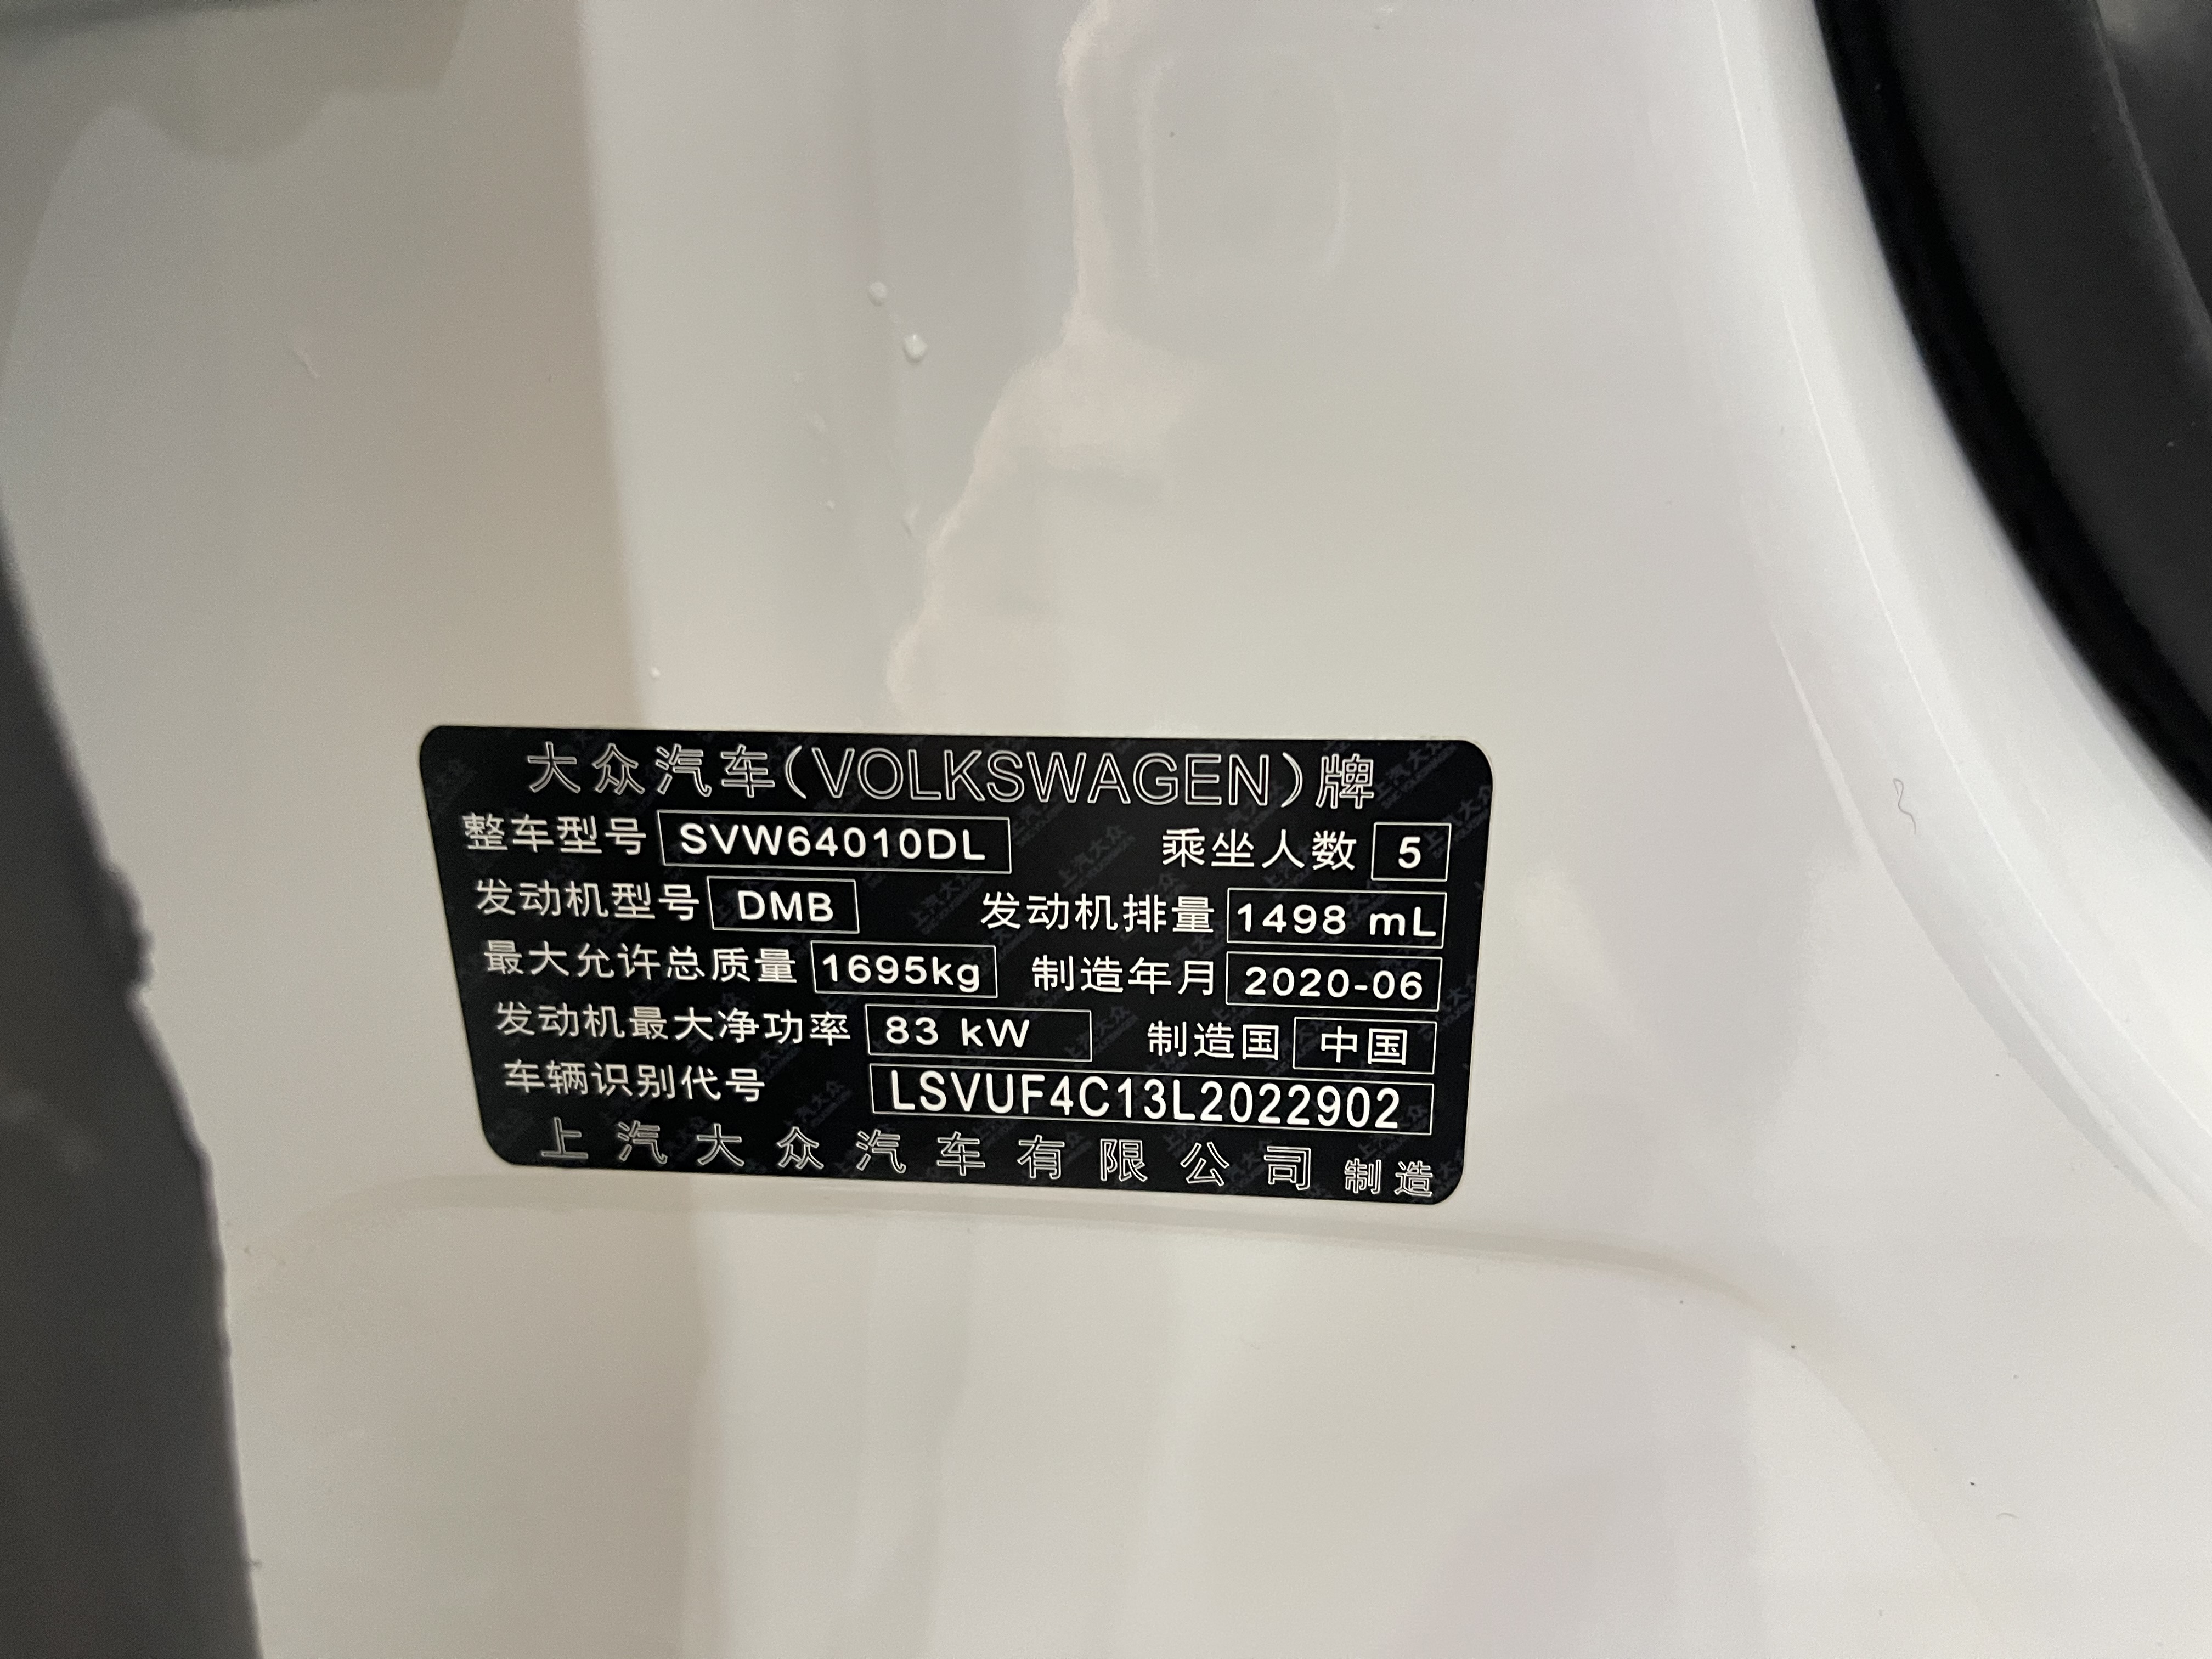 大众汽车(VOLKSWAGEN)牌
整车型号 SVW64010DL 乘坐人数 5
发动机型号 DMB 发动机排量 1498 mL
最大允许总质量 1695kg 制造年月 2020-06
发动机最大净功率 83 kW 制造国 中国
车辆识别代号 LSVUF4C13L2022902
上汽大众汽车有限公司 制造